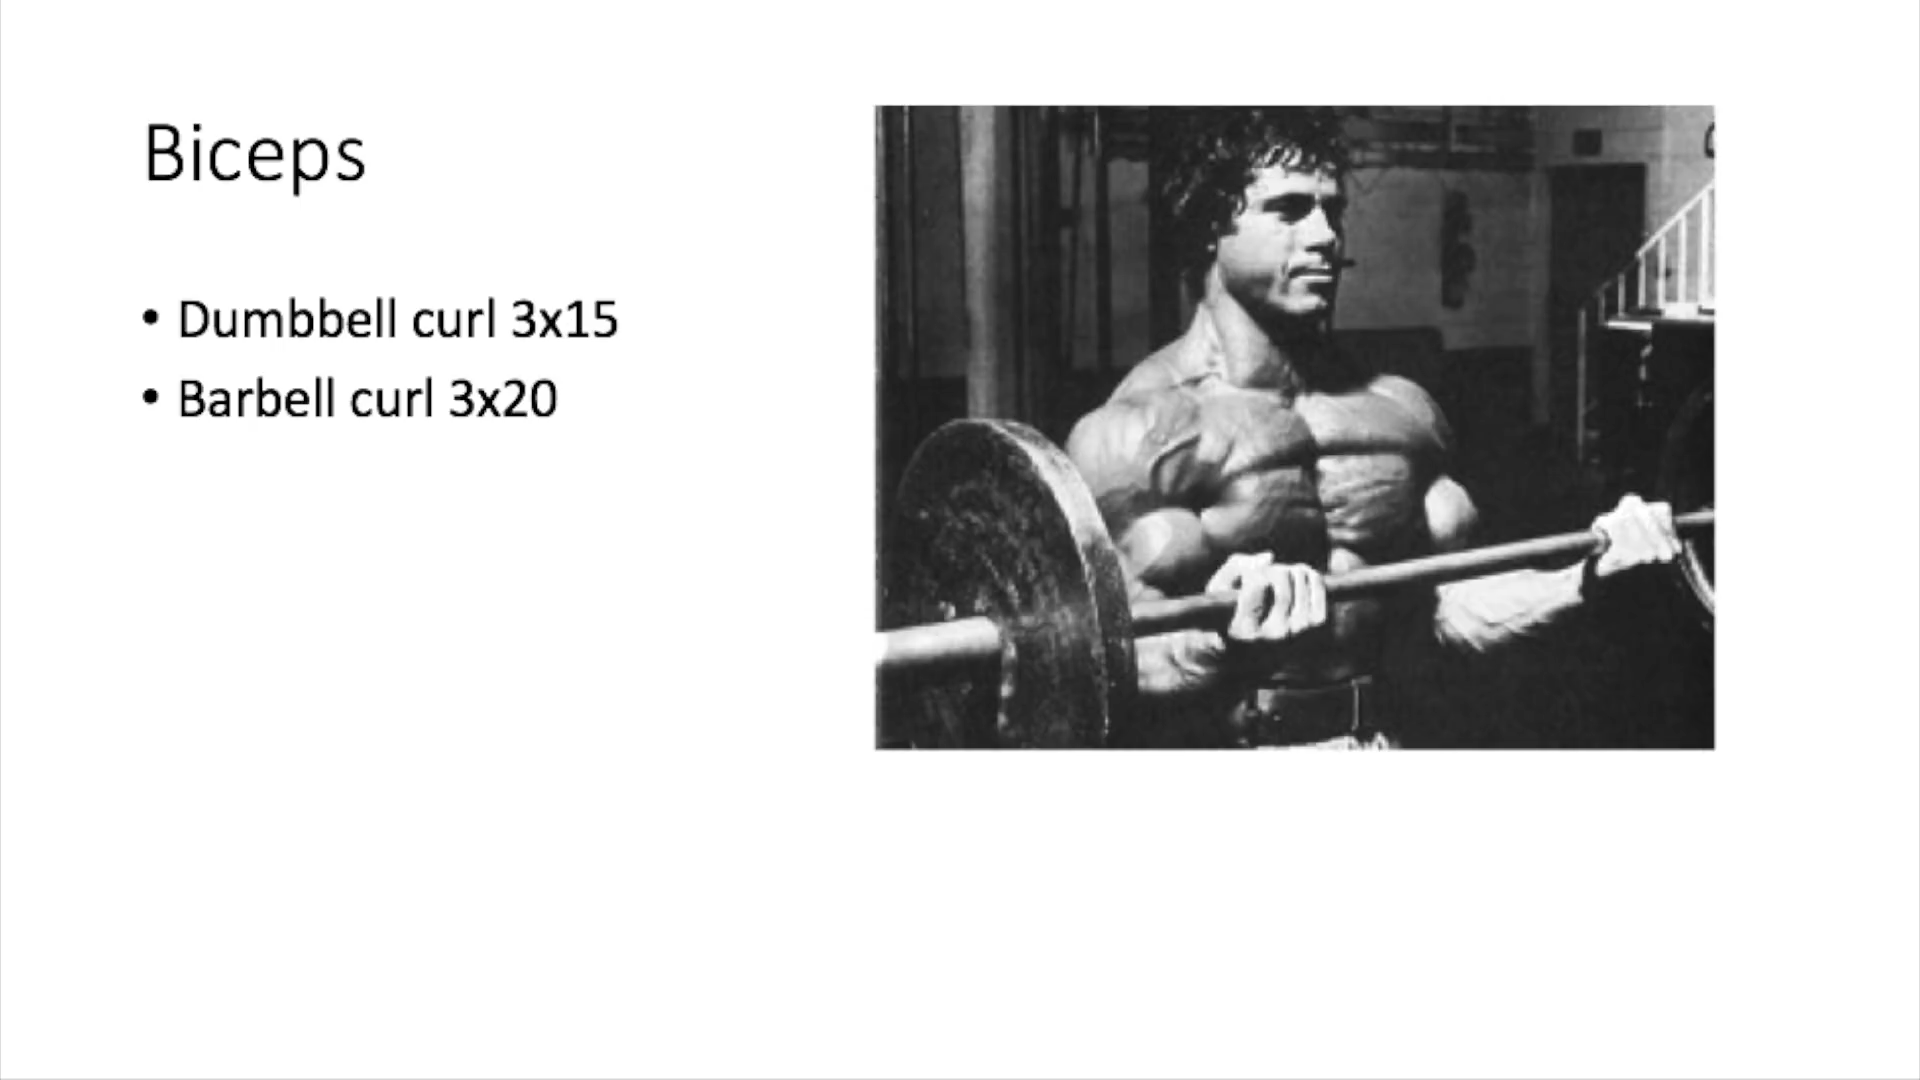 Biceps
• Dumbbell curl 3x15
• Barbell curl 3x20